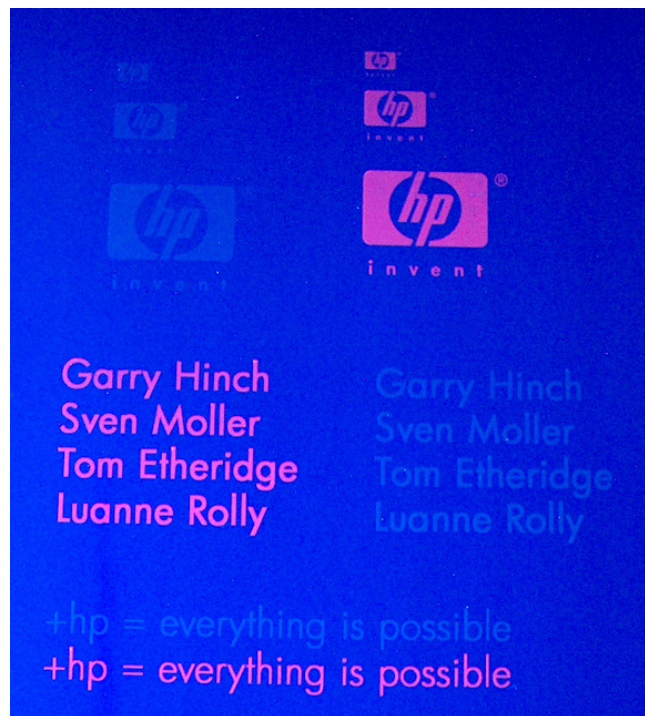 hp
invent
hp
invent
hp ®
invent
hp ®
invent
hp
invent
hp ®
invent
Garry Hinch
Sven Moller
Tom Etheridge
Luanne Rolly
Garry Hinch
Sven Moller
Tom Etheridge
Luanne Rolly
+hp = everything is possible
+hp = everything is possible